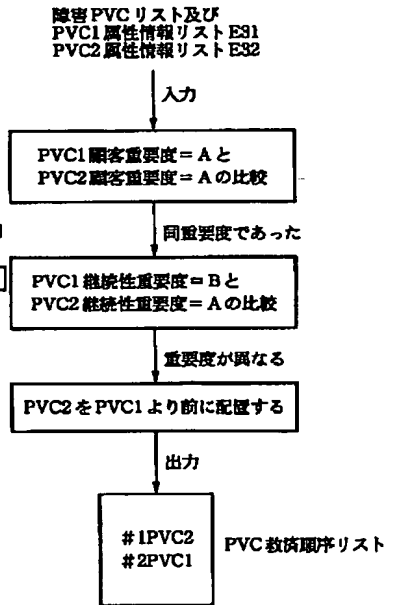 障害PVCリスト及び
PVC1属性情報リストE31
PVC2属性情報リストE32
入力
PVC1顧客重要度=Aと
PVC2顧客重要度=Aの比較
同重要度であった
PVC1継続性重要度=Bと
PVC2継続性重要度=Aの比較
重要度が異なる
PVC2をPVC1より前に配置する
出力
#1PVC2
#2PVC1
PVC救済順序リスト